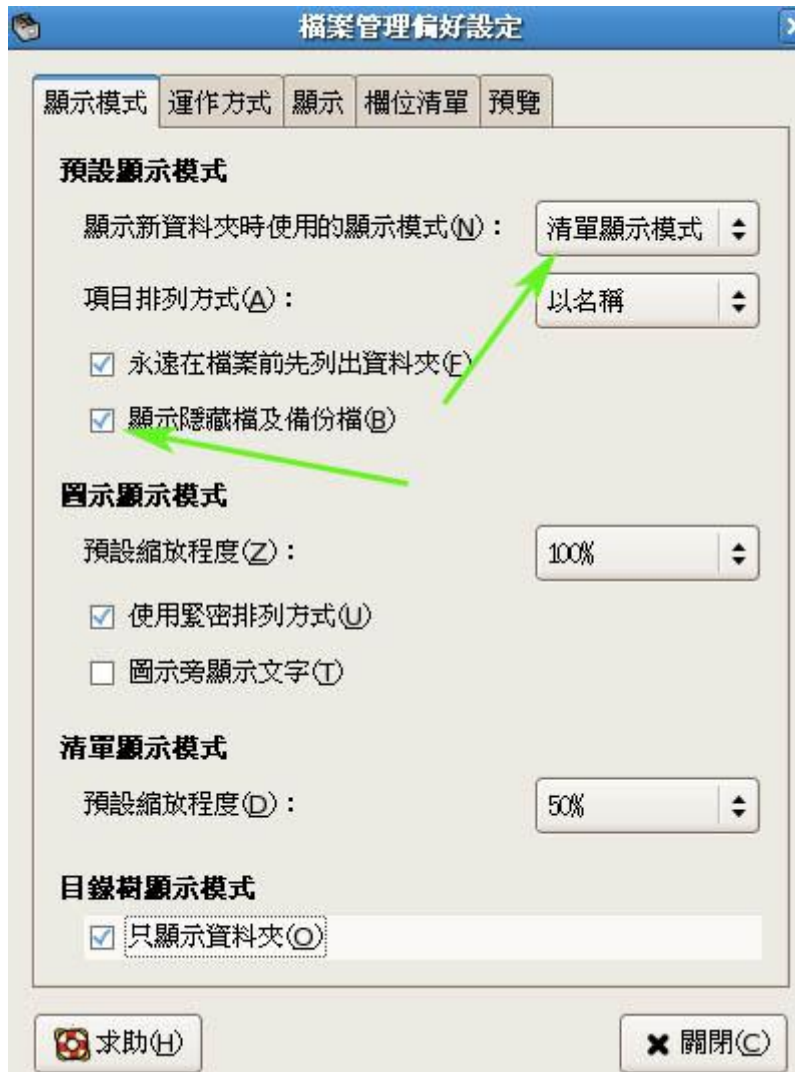 檔案管理偏好設定
顯示模式 運作方式 顯示 欄位清單 預覽
預設顯示模式
顯示新資料夾時使用的顯示模式(N)： 清單顯示模式
項目排列方式(A)： 以名稱
永遠在檔案前先列出資料夾(F)
顯示隱藏檔及備份檔(B)
圖示顯示模式
預設縮放程度(Z)： 100%
使用緊密排列方式(U)
圖示旁顯示文字(T)
清單顯示模式
預設縮放程度(D)： 50%
目錄樹顯示模式
只顯示資料夾(O)
求助(H) 關閉(C)